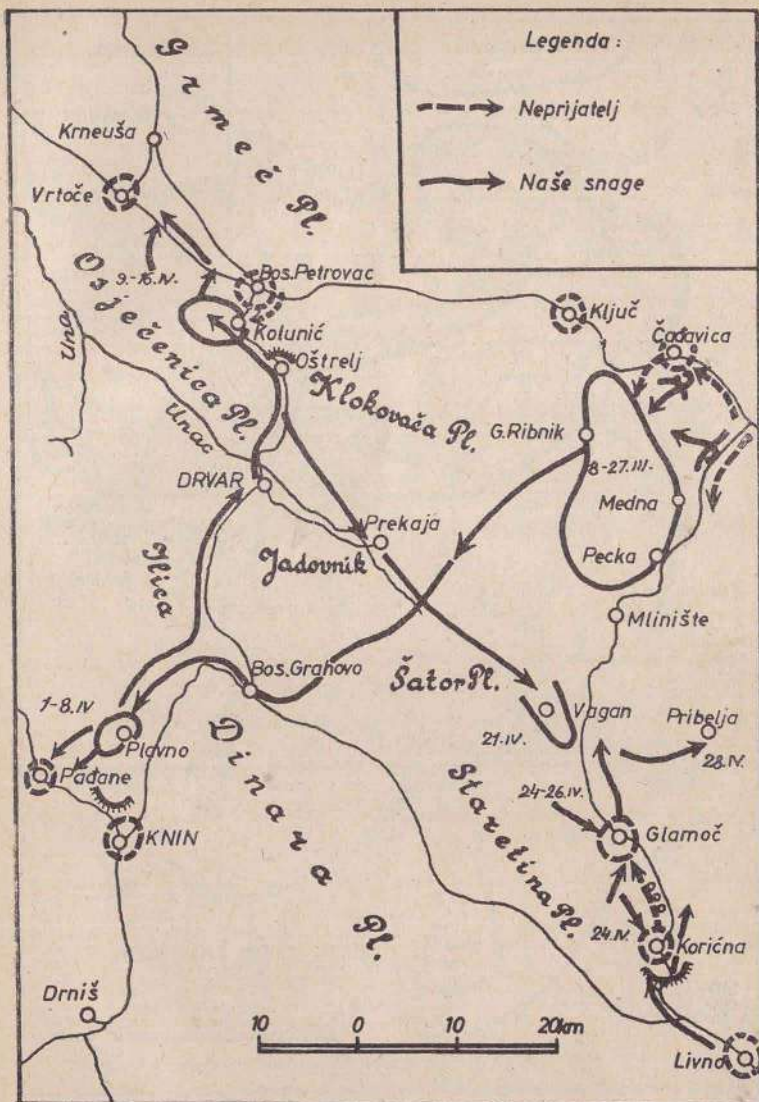 Legenda :
Neprijatelj
Naše snage
Grmeč Pl.
Krneuša
Vrtoče
9.-16.IV.
Bos.Petrovac
Ključ
Čađavica
Osječenica Pl.
Una
Kolunić
Oštrelj
Klokovača Pl.
Unac
G.Ribnik
8-27.III.
DRVAR
Medna
Prekaja
Pecka
Jadovnik
Ilica
Mlinište
Bos.Grahovo
Šator Pl.
Vagan
Pribelja
1-8.IV
Plavno
21.IV.
28.IV.
Pađane
Dinara Pl.
Staretina Pl.
24-26.IV.
KNIN
Glamoč
24.IV.
Korićna
Drniš
10 0 10 20km
Livno